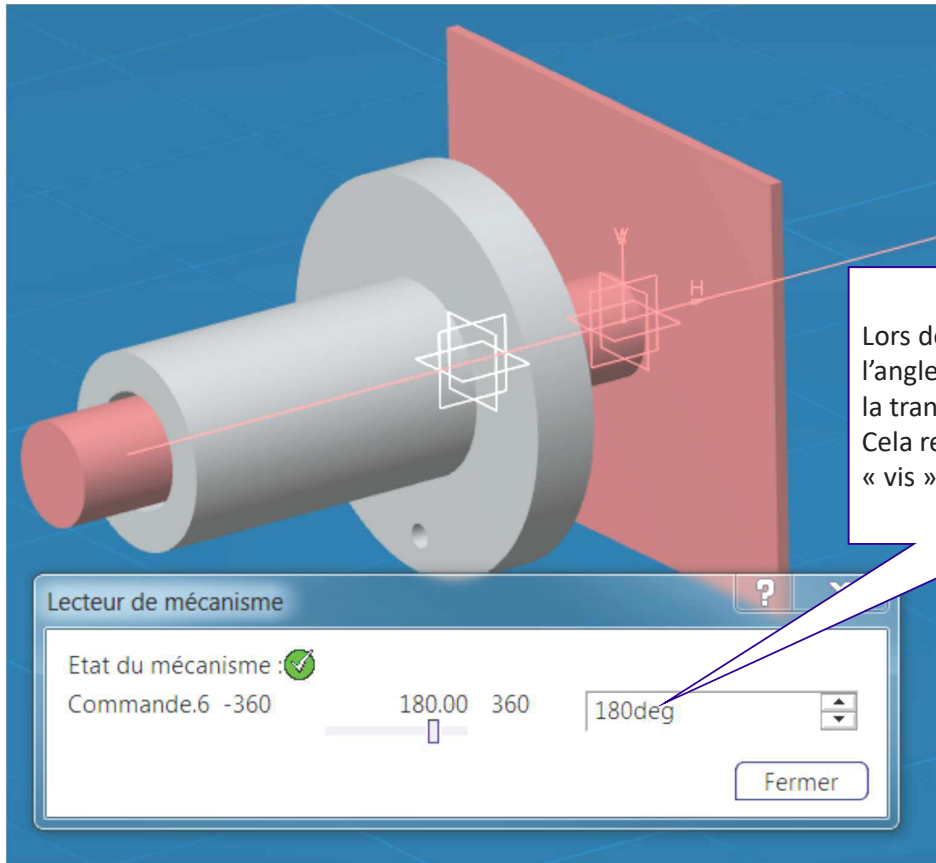 V
H
Lors de
l'angle
la tran
Cela re
« vis »
Lecteur de mécanisme
?
Etat du mécanisme :
Commande.6 -360 180.00 360 180deg
Fermer